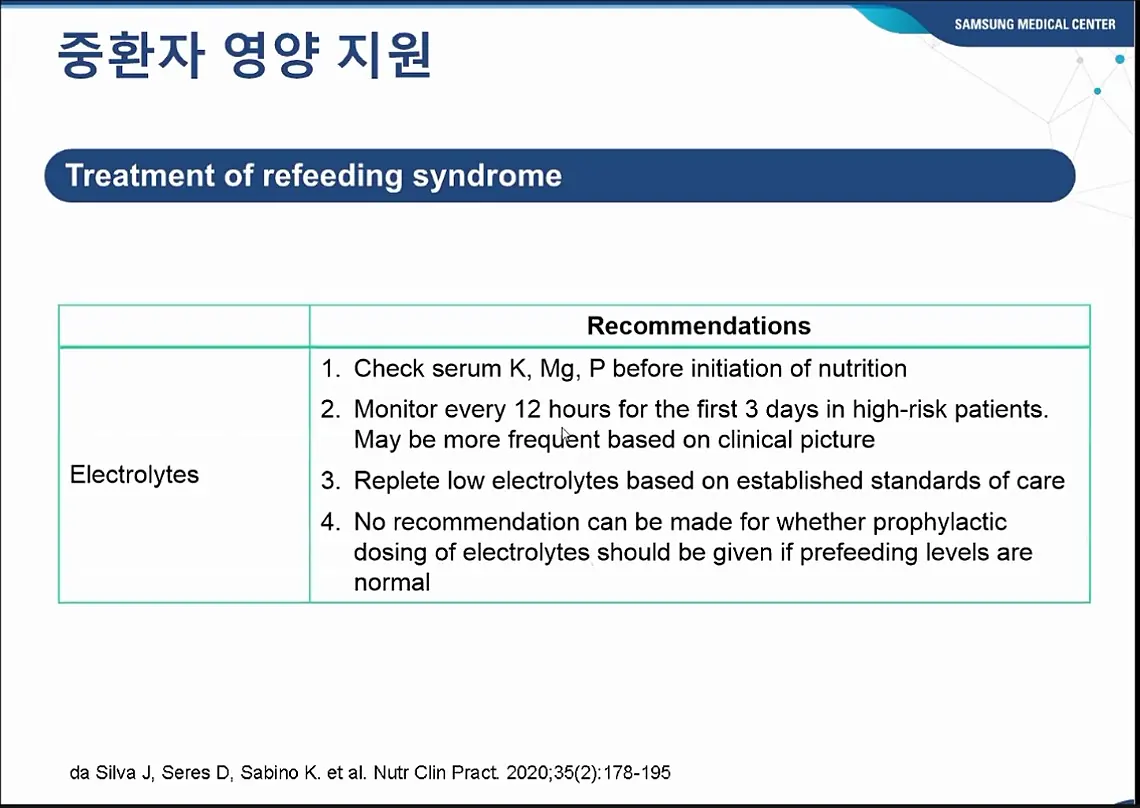 SAMSUNG MEDICAL CENTER
중환자 영양 지원
Treatment of refeeding syndrome
Recommendations
Electrolytes
1. Check serum K, Mg, P before initiation of nutrition
2. Monitor every 12 hours for the first 3 days in high-risk patients.
May be more frequent based on clinical picture
3. Replete low electrolytes based on established standards of care
4. No recommendation can be made for whether prophylactic
dosing of electrolytes should be given if prefeeding levels are
normal
da Silva J, Seres D, Sabino K. et al. Nutr Clin Pract. 2020;35(2):178-195